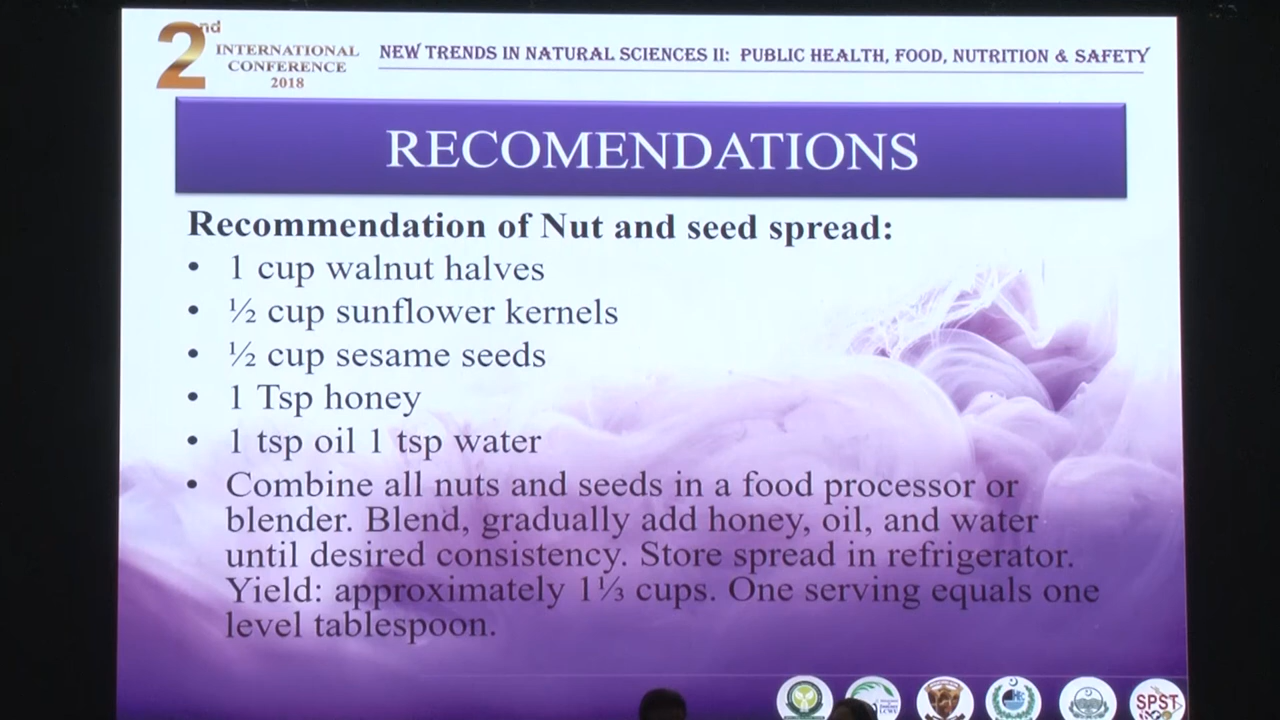 2nd
INTERNATIONAL
CONFERENCE
2018
NEW TRENDS IN NATURAL SCIENCES II: PUBLIC HEALTH, FOOD, NUTRITION & SAFETY
RECOMENDATIONS
Recommendation of Nut and seed spread:
• 1 cup walnut halves
• ½ cup sunflower kernels
• ½ cup sesame seeds
• 1 Tsp honey
• 1 tsp oil 1 tsp water
• Combine all nuts and seeds in a food processor or
blender. Blend, gradually add honey, oil, and water
until desired consistency. Store spread in refrigerator.
Yield: approximately 1⅓ cups. One serving equals one
level tablespoon.
SPST